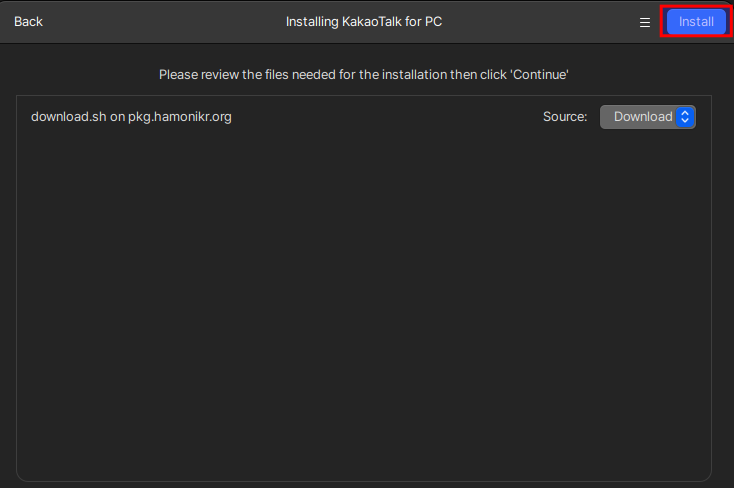 Back Installing KakaoTalk for PC Install
Please review the files needed for the installation then click 'Continue'
download.sh on pkg.hamonikr.org Source: Download